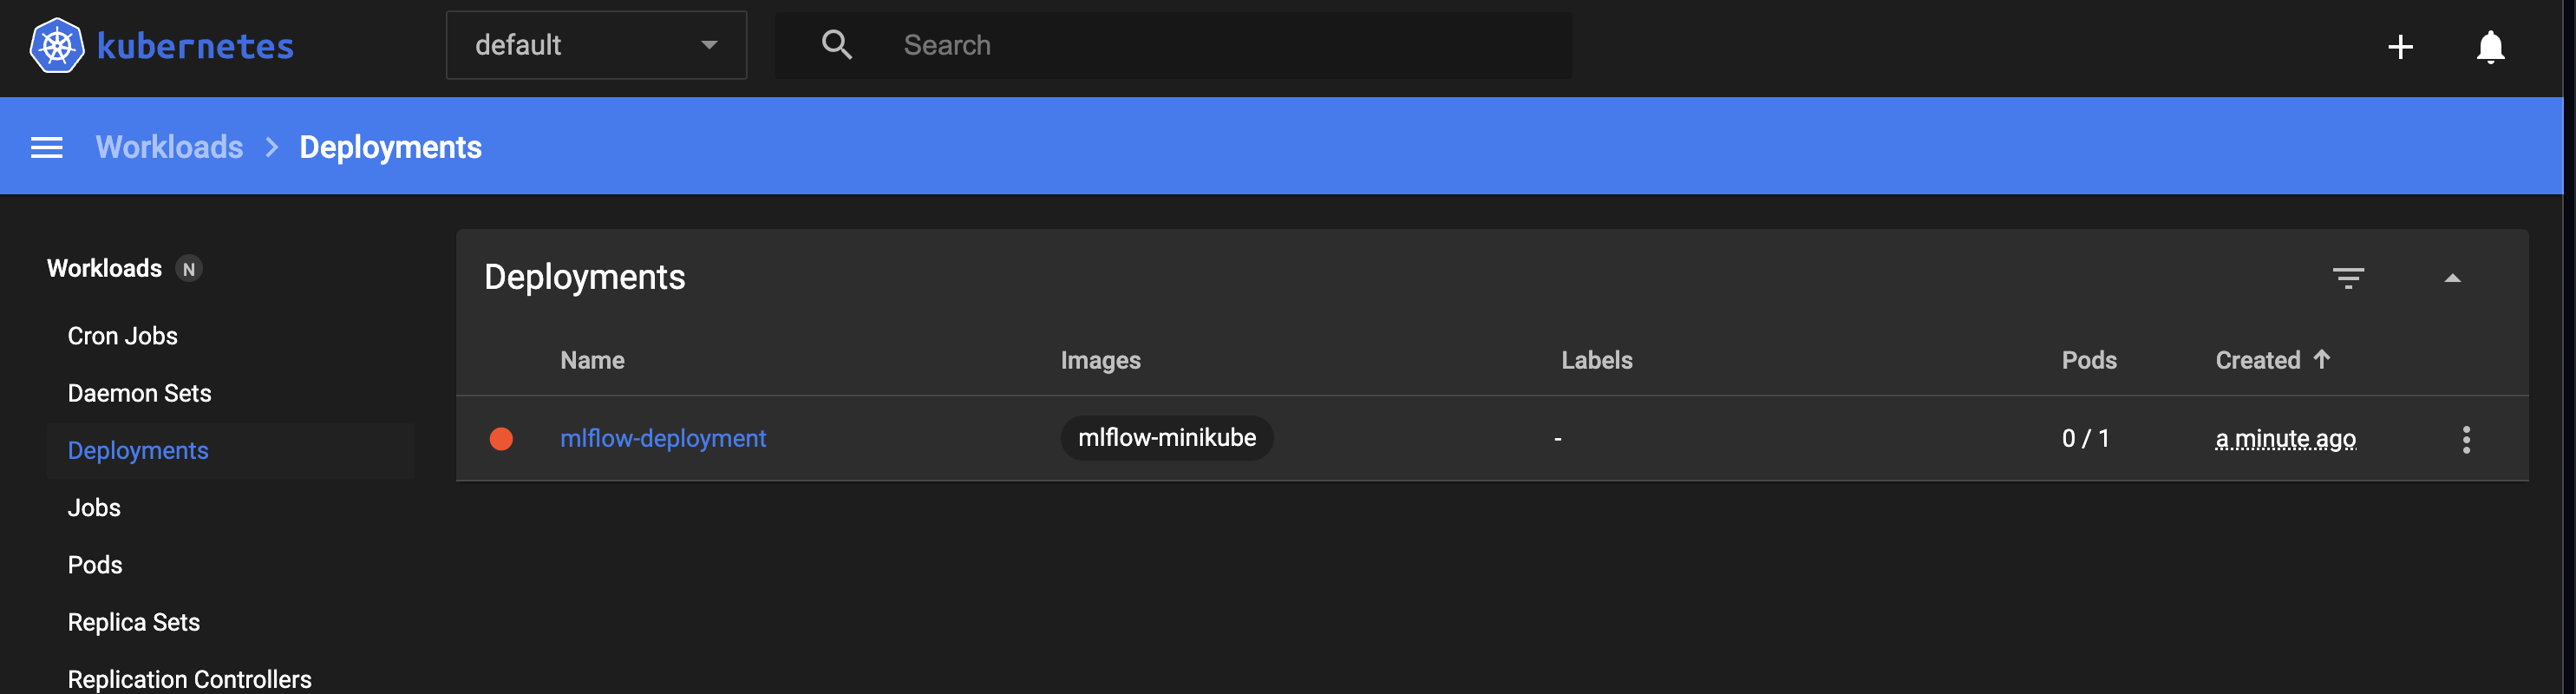 kubernetes
default
Search
Workloads
Deployments
Workloads N
Cron Jobs
Daemon Sets
Deployments
Jobs
Pods
Replica Sets
Replication Controllers
Deployments
Name Images Labels Pods Created
mlflow-deployment mlflow-minikube - 0 / 1 a minute ago